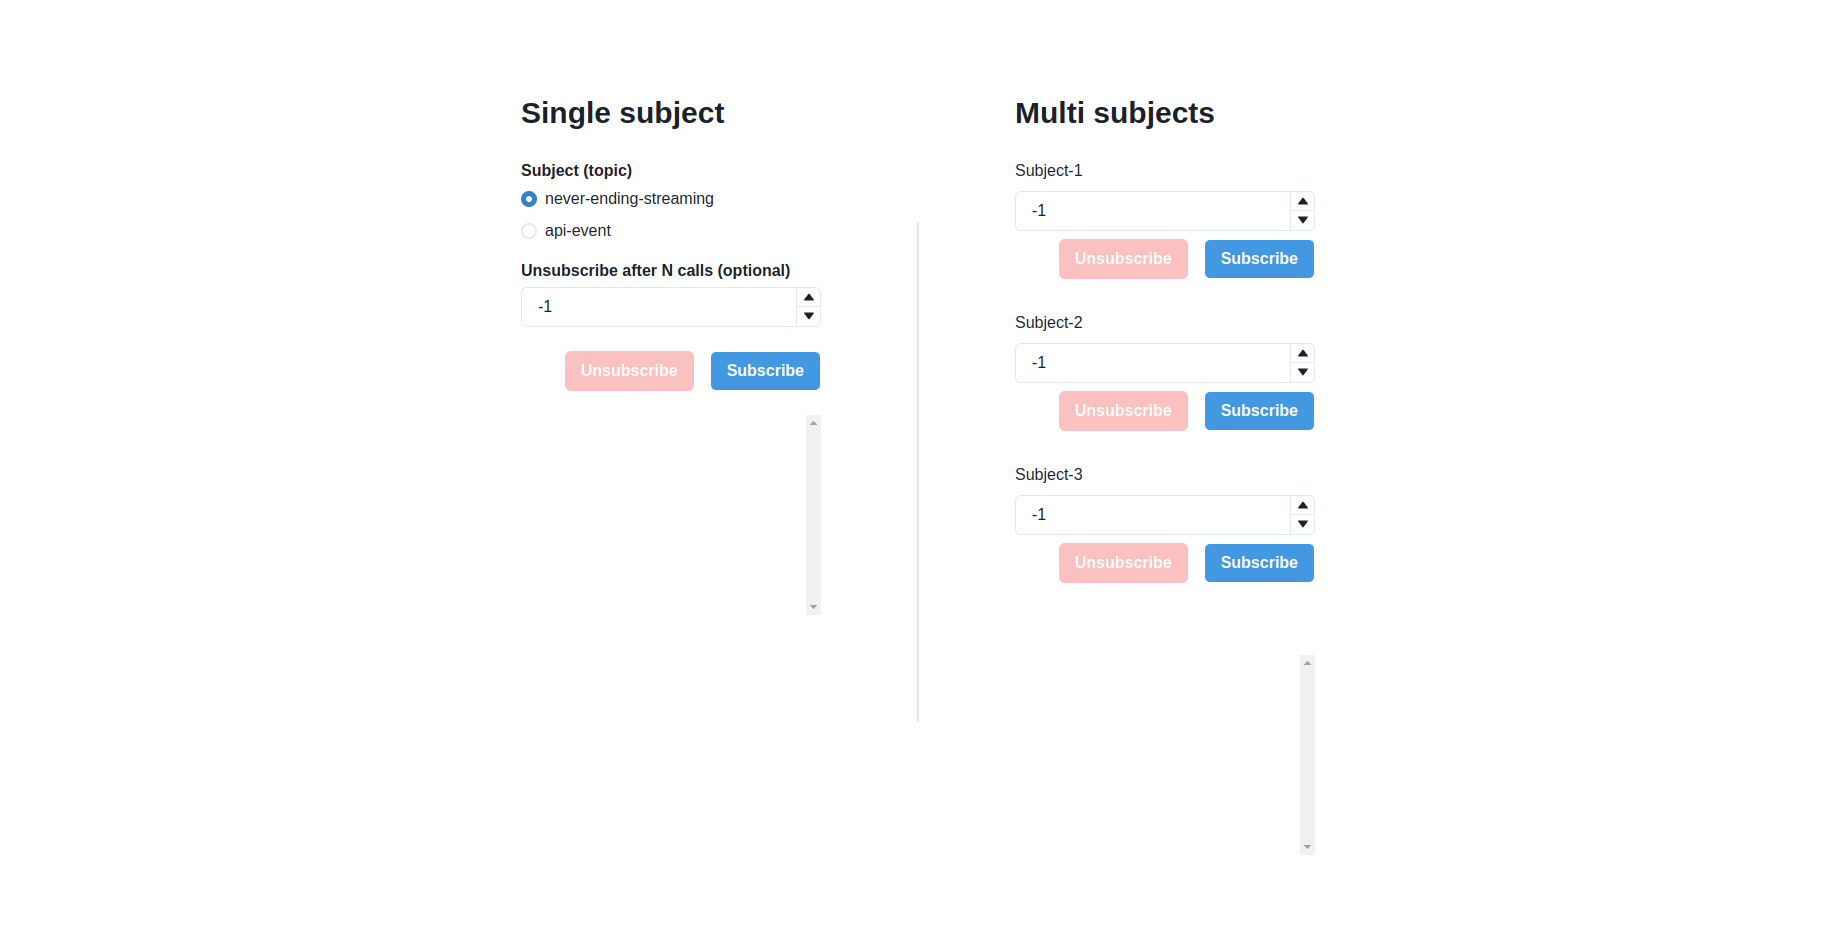 Single subject
Subject (topic)
never-ending-streaming
api-event
Unsubscribe after N calls (optional)
-1
Unsubscribe Subscribe
Multi subjects
Subject-1
-1
Unsubscribe Subscribe
Subject-2
-1
Unsubscribe Subscribe
Subject-3
-1
Unsubscribe Subscribe